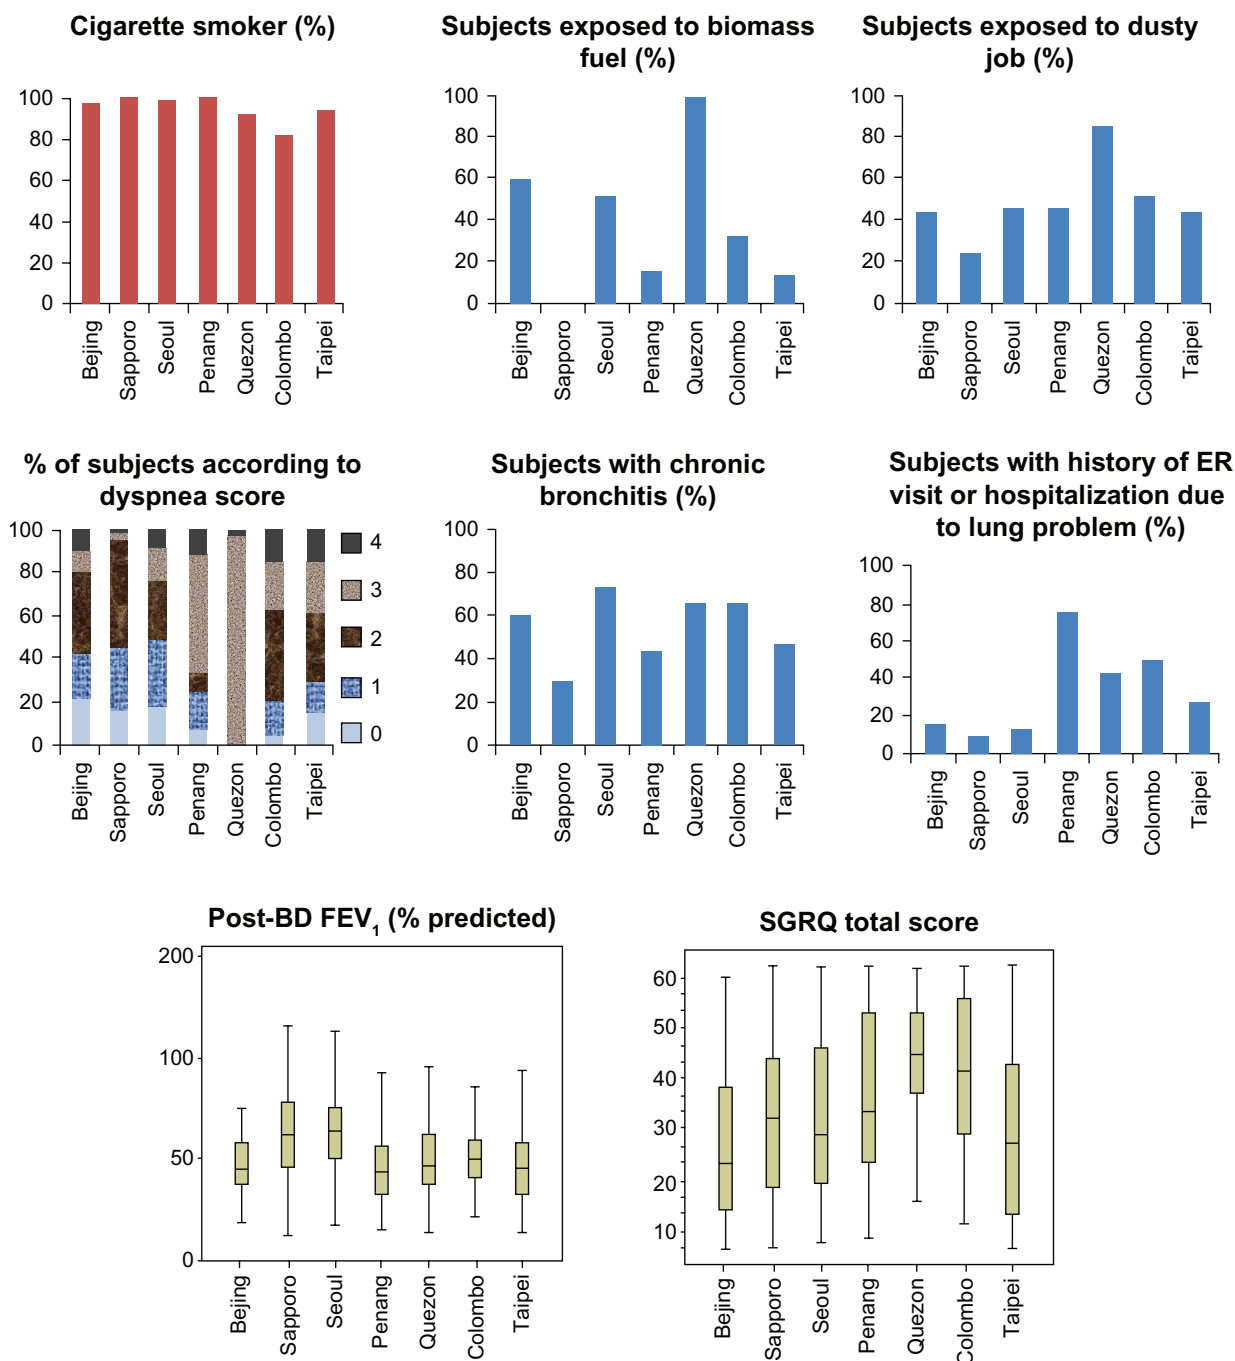 Cigarette smoker (%)
100
80
60
40
20
0
Bejing
Sapporo
Seoul
Penang
Quezon
Colombo
Taipei
Subjects exposed to biomass
fuel (%)
100
80
60
40
20
0
Bejing
Sapporo
Seoul
Penang
Quezon
Colombo
Taipei
Subjects exposed to dusty
job (%)
100
80
60
40
20
0
Bejing
Sapporo
Seoul
Penang
Quezon
Colombo
Taipei
% of subjects according to
dyspnea score
100
80
60
40
20
0
4
3
2
1
0
Bejing
Sapporo
Seoul
Penang
Quezon
Colombo
Taipei
Subjects with chronic
bronchitis (%)
100
80
60
40
20
0
Bejing
Sapporo
Seoul
Penang
Quezon
Colombo
Taipei
Subjects with history of ER
visit or hospitalization due
to lung problem (%)
100
80
60
40
20
0
Bejing
Sapporo
Seoul
Penang
Quezon
Colombo
Taipei
Post-BD FEV₁ (% predicted)
200
100
50
0
Bejing
Sapporo
Seoul
Penang
Quezon
Colombo
Taipei
SGRQ total score
60
50
40
30
20
10
Bejing
Sapporo
Seoul
Penang
Quezon
Colombo
Taipei